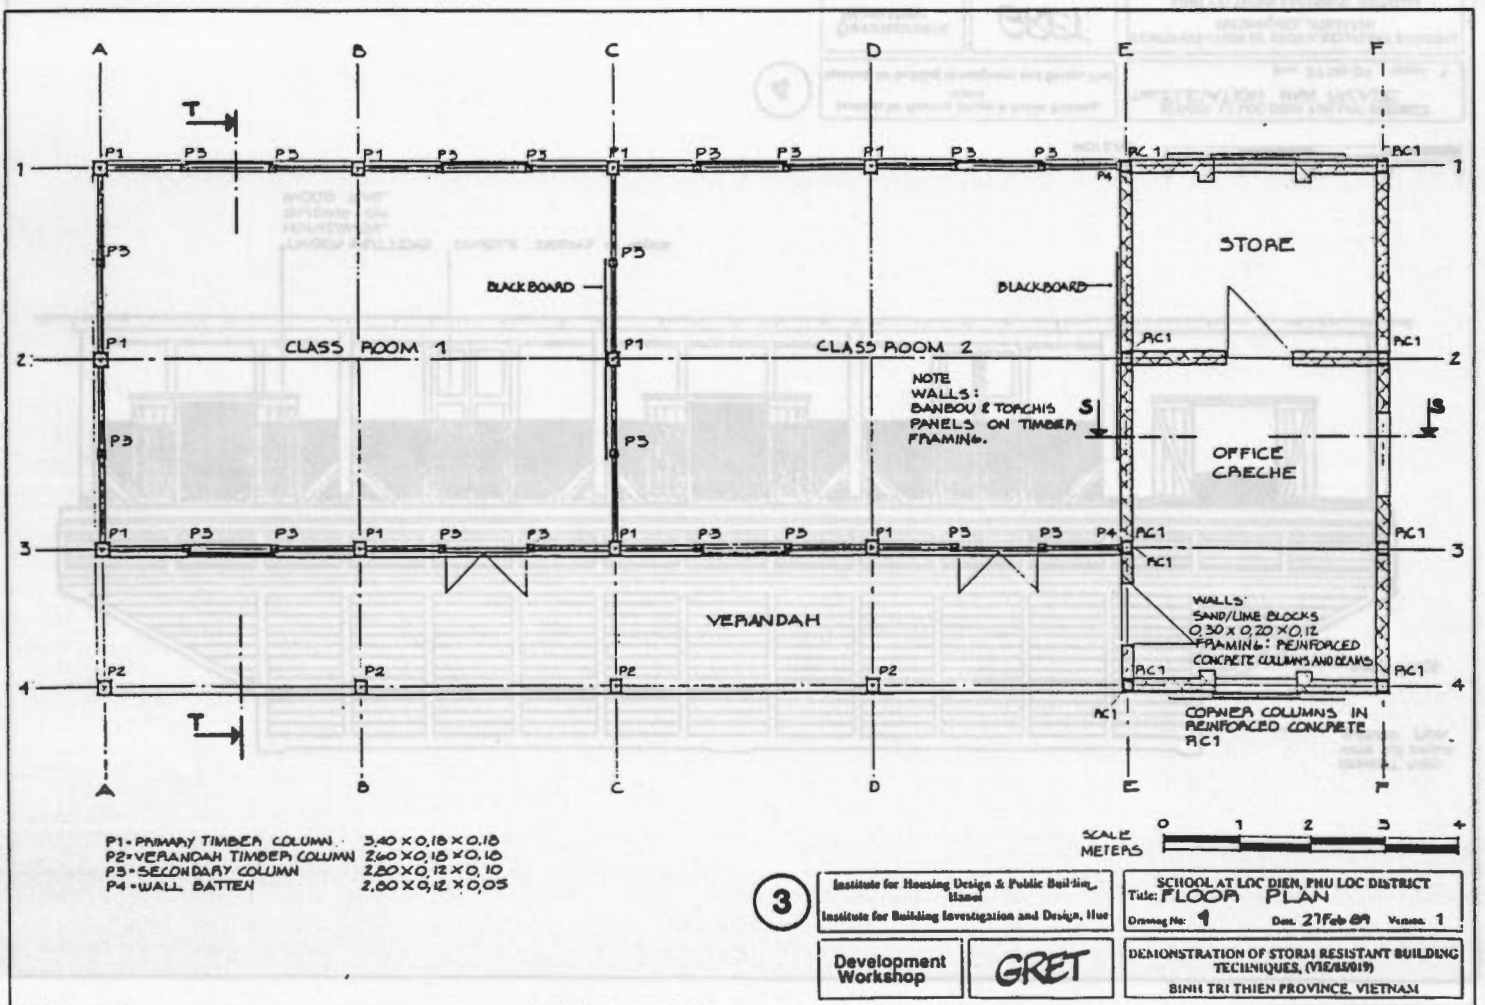 A B C D E F
T
P1 P3 P3 P1 P3 P3 P1 P3 P3 P1 P3 P3 RC1 RC1
1 1
P4
STORE
P3 P3
BLACKBOARD BLACKBOARD
P1 P1 RC1 RC1
2 CLASS ROOM 1 CLASS ROOM 2 2
NOTE
WALLS:
BANBOU & TORCHIS
PANELS ON TIMBER
FRAMING.
S S
P3 P3
OFFICE
CRECHE
P1 P3 P3 P1 P3 P3 P1 P3 P3 P1 P3 P3 P4 RC1 RC1
3 3
RC1
VERANDAH
WALLS:
SAND/LIME BLOCKS
0,30 x 0,20 x 0,12
FRAMING: REINFORCED
CONCRETE COLUMNS AND BEAMS
P2 P2 P2 P2 RC1 RC1
4 4
T
RC1
CORNER COLUMNS IN
REINFORCED CONCRETE
RC1
A B C D E F
P1=PRIMARY TIMBER COLUMN 3,40 x 0,18 x 0,18
P2=VERANDAH TIMBER COLUMN 2,60 x 0,18 x 0,18
P3=SECONDARY COLUMN 2,80 x 0,12 x 0,10
P4=WALL BATTEN 2,80 x 0,12 x 0,05
SCALE
METERS
0 1 2 3 4
3
Institute for Housing Design & Public Building,
Hanoi
Institute for Building Investigation and Design, Hue
SCHOOL AT LOC DIEN, PHU LOC DISTRICT
Title: FLOOR PLAN
Drawing No: 1 Date. 27 Feb 89 Version. 1
Development
Workshop
GRET
DEMONSTRATION OF STORM RESISTANT BUILDING
TECHNIQUES, (VIE/85/019)
BINH TRI THIEN PROVINCE, VIETNAM